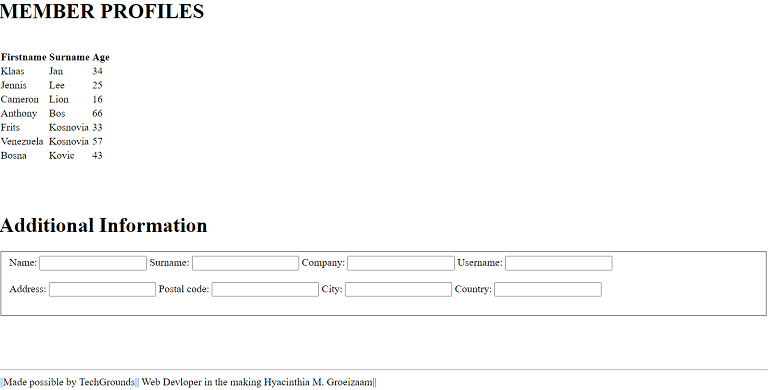 MEMBER PROFILES
Firstname Surname Age
Klaas Jan 34
Jennis Lee 25
Cameron Lion 16
Anthony Bos 66
Frits Kosnovia 33
Venezuela Kosnovia 57
Bosna Kovic 43
Additional Information
Name: Surname: Company: Username:
Address: Postal code: City: Country:
||Made possible by TechGrounds|| Web Devloper in the making Hyacinthia M. Groeizaam||